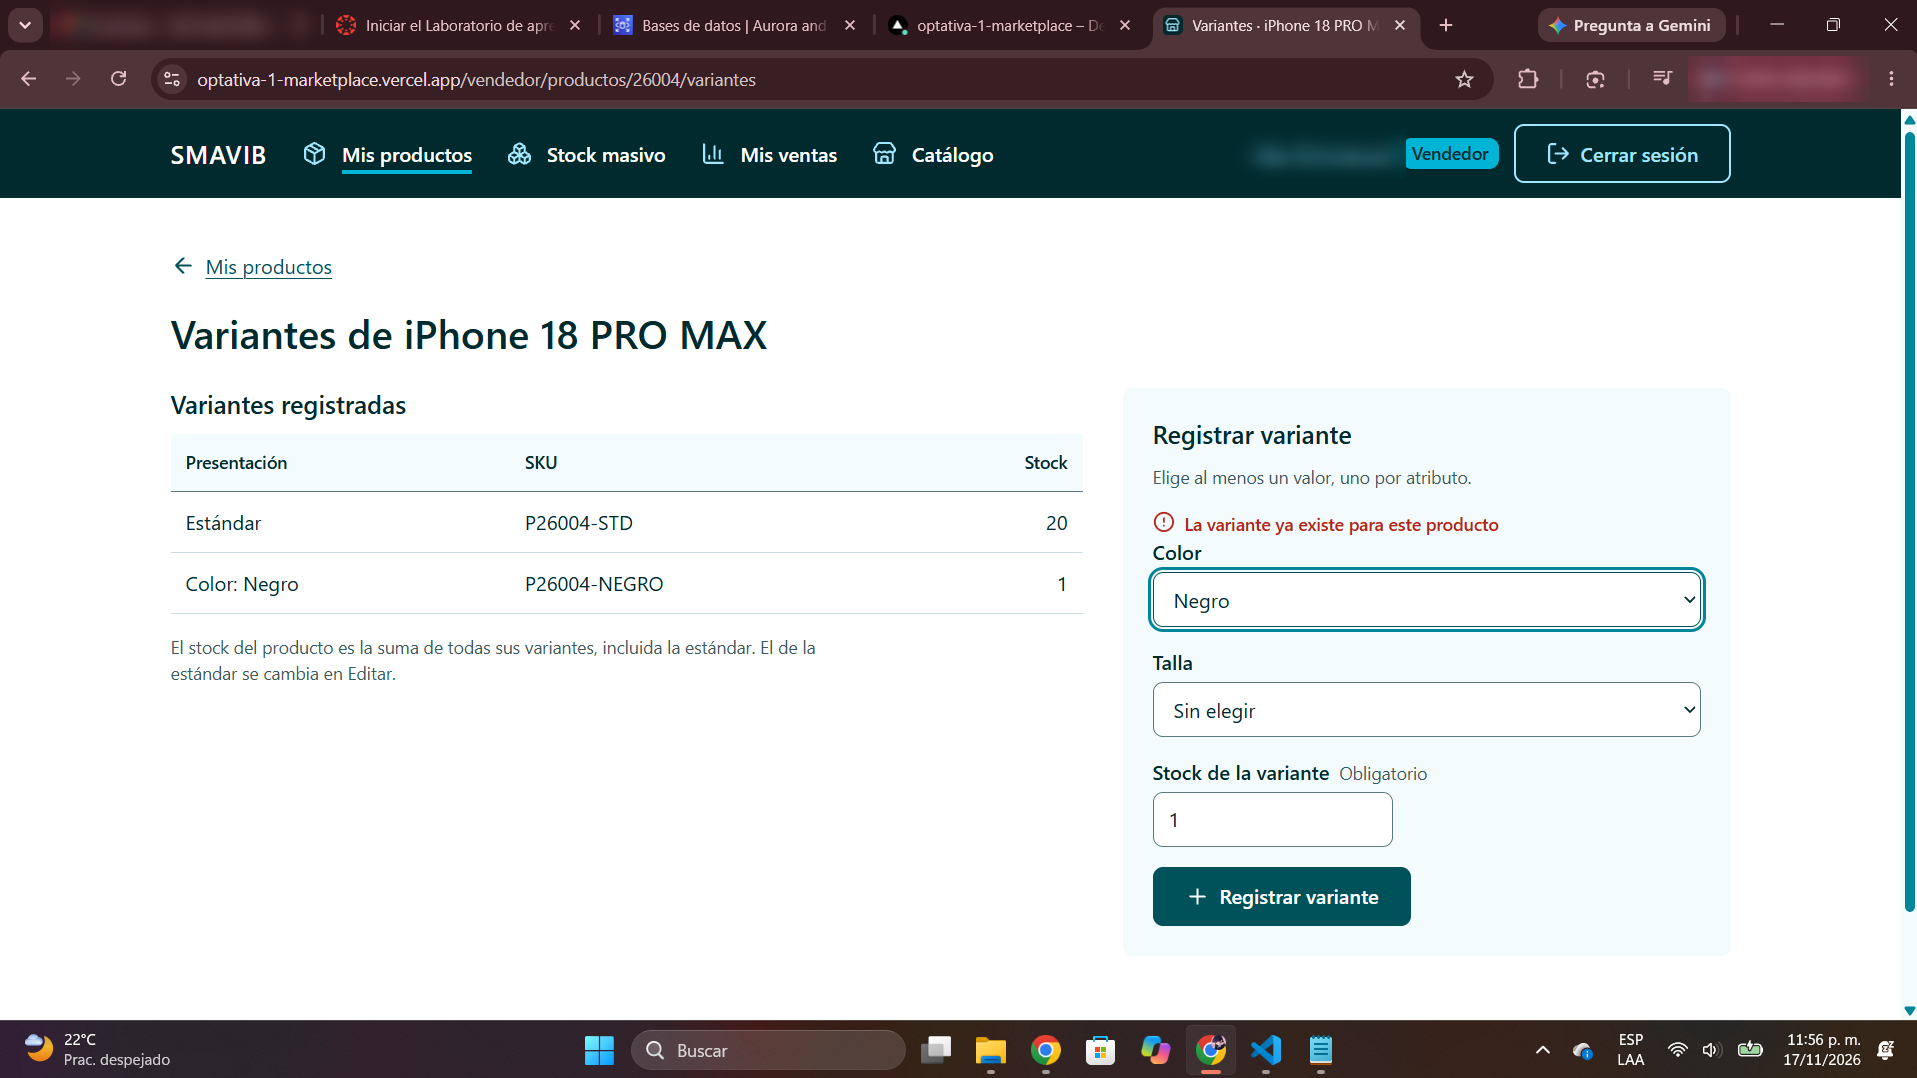 Iniciar el Laboratorio de apre
Bases de datos | Aurora and
optativa-1-marketplace – De
Variantes · iPhone 18 PRO M
Pregunta a Gemini
optativa-1-marketplace.vercel.app/vendedor/productos/26004/variantes
SMAVIB
Mis productos
Stock masivo
Mis ventas
Catálogo
Vendedor
Cerrar sesión
Mis productos
Variantes de iPhone 18 PRO MAX
Variantes registradas
Presentación SKU Stock
Estándar P26004-STD 20
Color: Negro P26004-NEGRO 1
El stock del producto es la suma de todas sus variantes, incluida la estándar. El de la
estándar se cambia en Editar.
Registrar variante
Elige al menos un valor, uno por atributo.
La variante ya existe para este producto
Color
Negro
Talla
Sin elegir
Stock de la variante Obligatorio
1
Registrar variante
22°C
Prac. despejado
Buscar
ESP
LAA
11:56 p. m.
17/11/2026